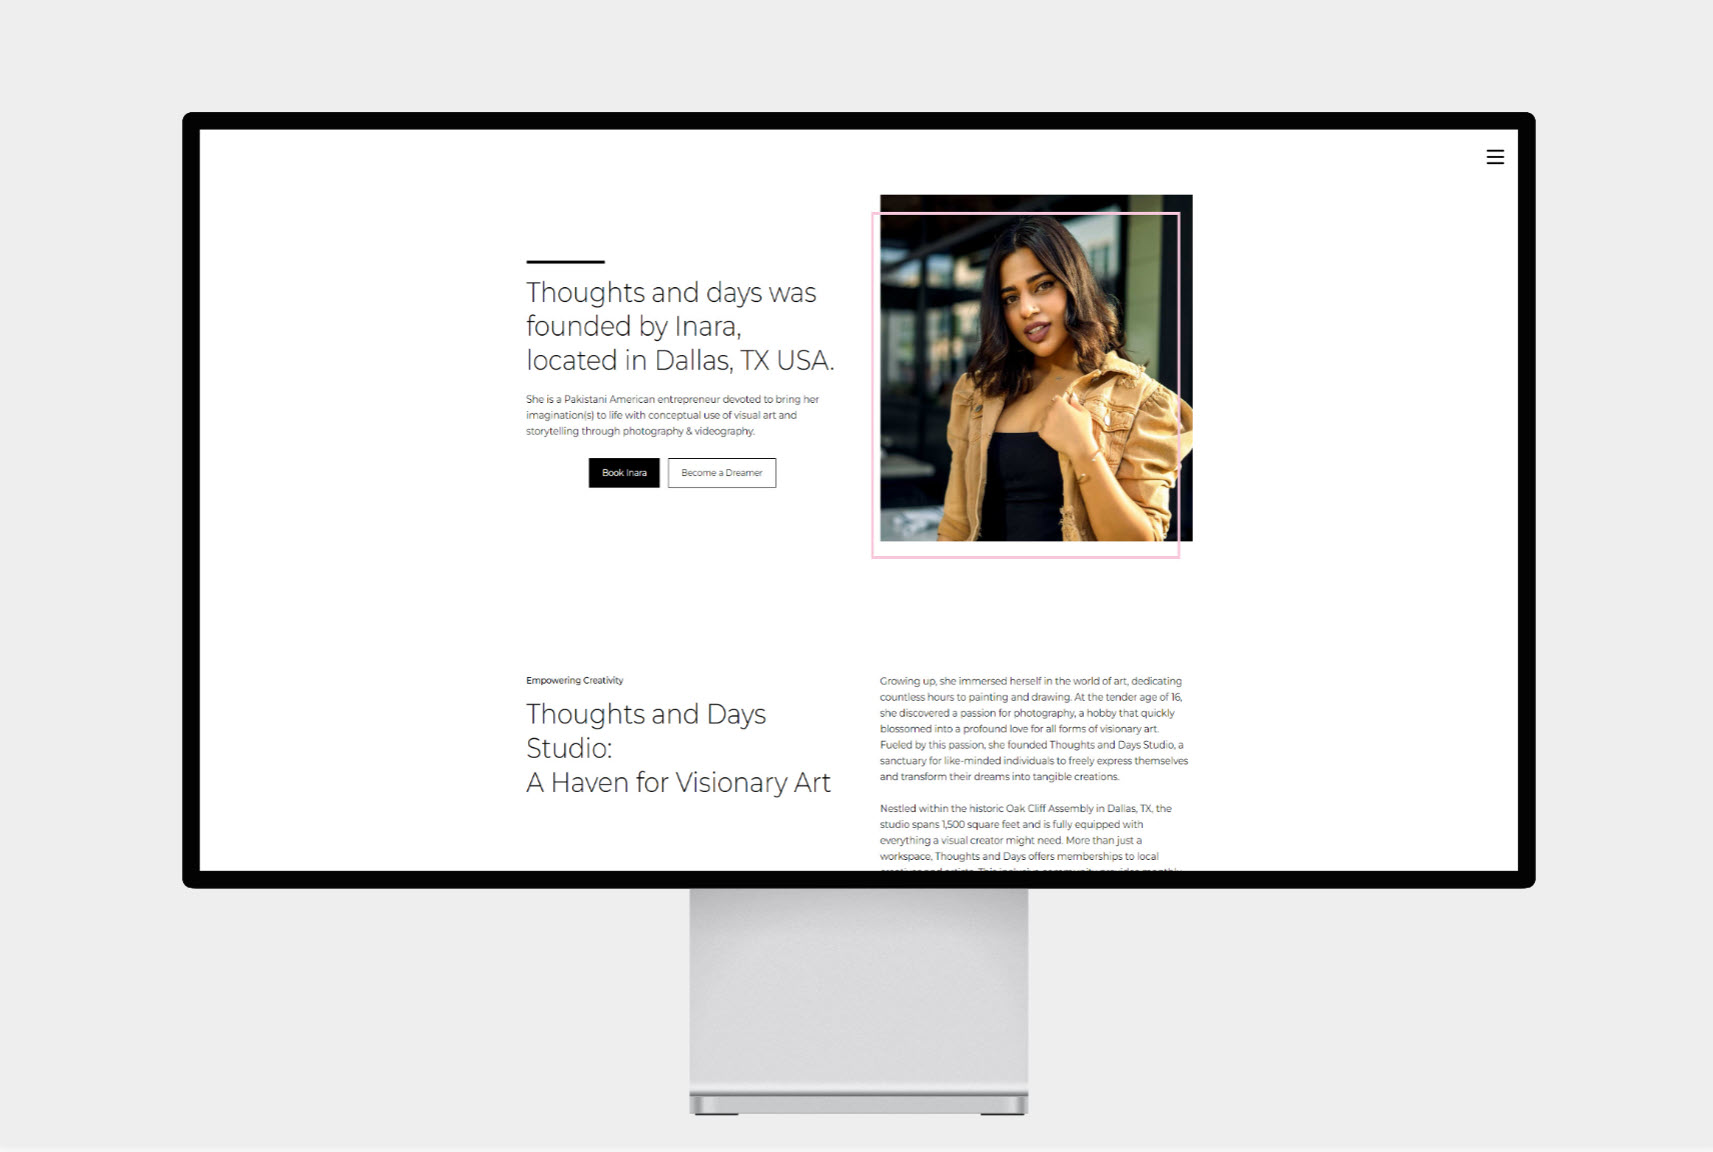 Thoughts and days was
founded by Inara,
located in Dallas, TX USA.
She is a Pakistani American entrepreneur devoted to bring her
imagination(s) to life with conceptual use of visual art and
storytelling through photography & videography.
Book Inara
Become a Dreamer
Empowering Creativity
Thoughts and Days
Studio:
A Haven for Visionary Art
Growing up, she immersed herself in the world of art, dedicating
countless hours to painting and drawing. At the tender age of 16,
she discovered a passion for photography, a hobby that quickly
blossomed into a profound love for all forms of visionary art.
Fueled by this passion, she founded Thoughts and Days Studio, a
sanctuary for like-minded individuals to freely express themselves
and transform their dreams into tangible creations.
Nestled within the historic Oak Cliff Assembly in Dallas, TX, the
studio spans 1,500 square feet and is fully equipped with
everything a visual creator might need. More than just a
workspace, Thoughts and Days offers memberships to local